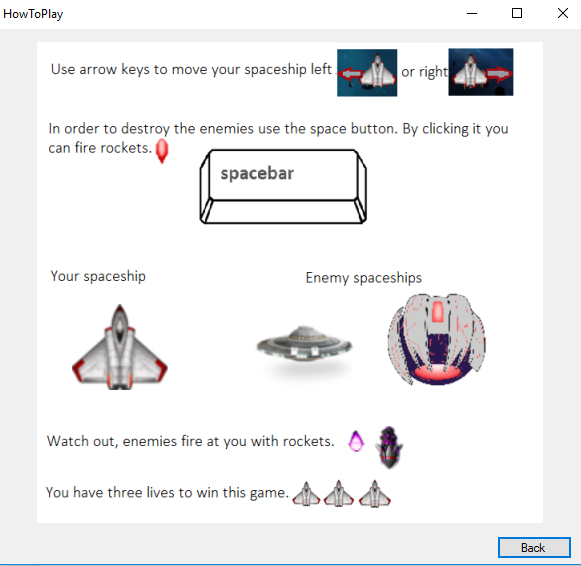 HowToPlay
Use arrow keys to move your spaceship left or right
In order to destroy the enemies use the space button. By clicking it you
can fire rockets.
spacebar
Your spaceship
Enemy spaceships
Watch out, enemies fire at you with rockets.
You have three lives to win this game.
Back